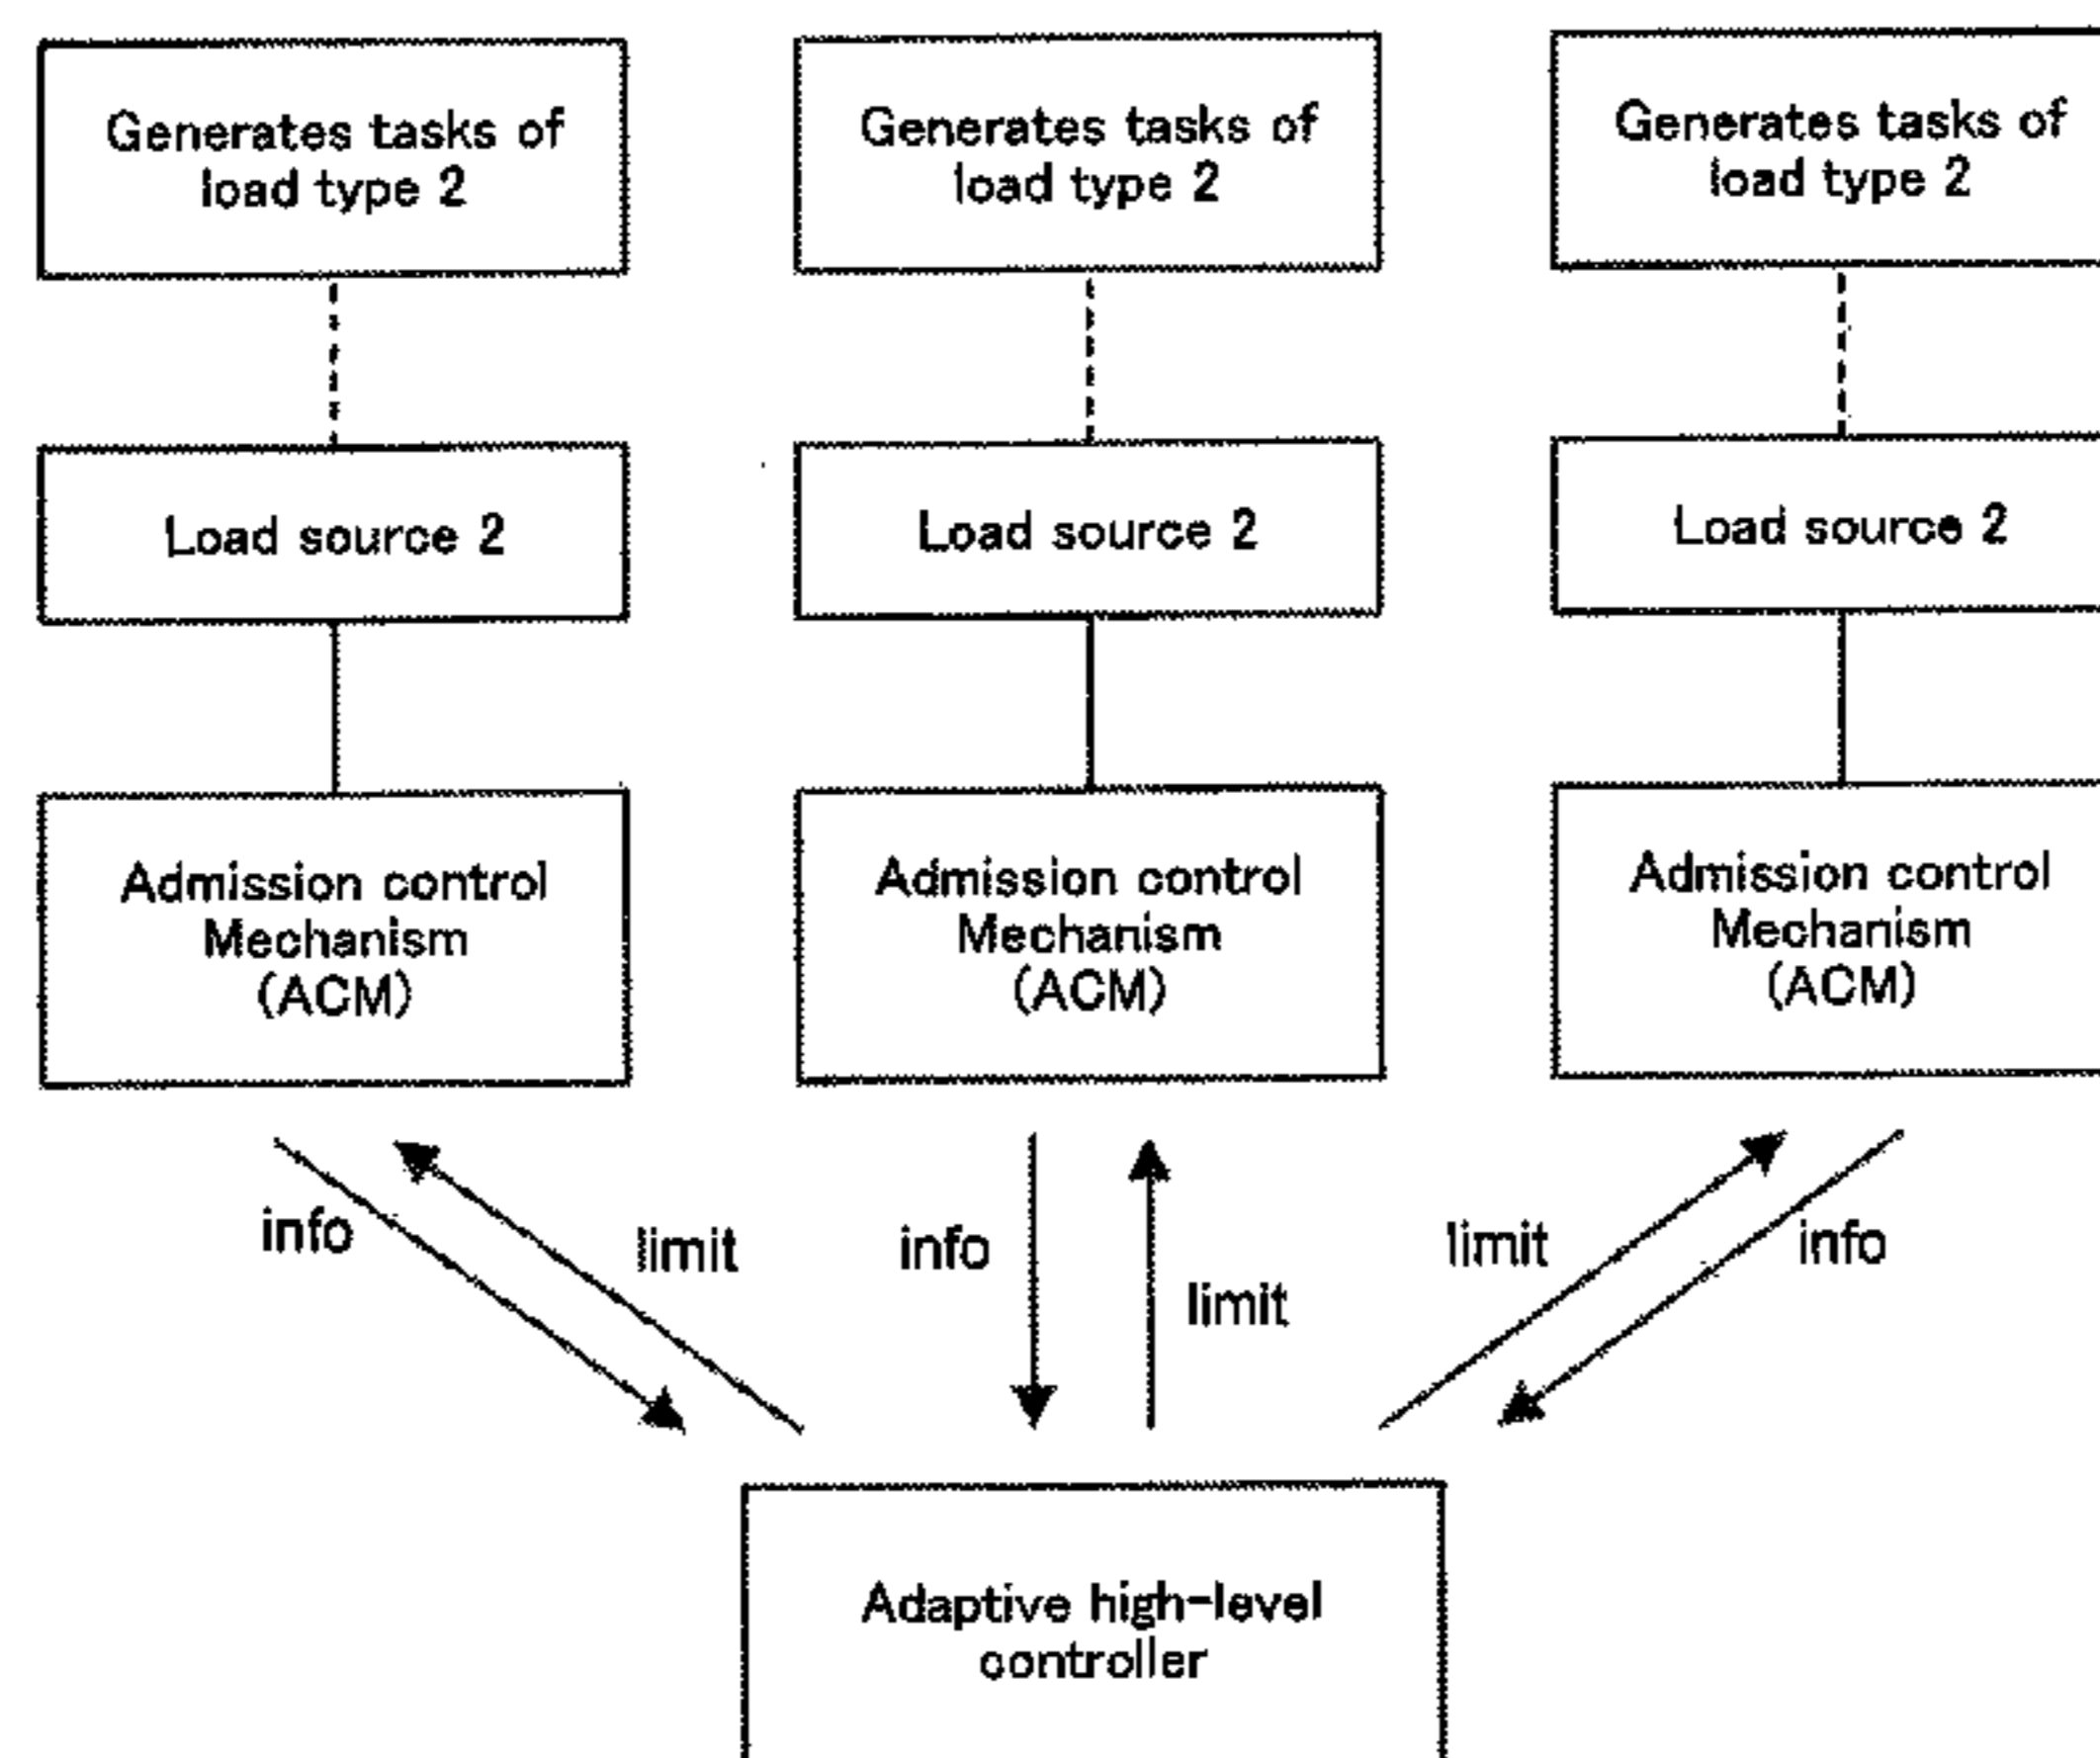 Generates tasks of
load type 2
Generates tasks of
load type 2
Generates tasks of
load type 2
Load source 2
Load source 2
Load source 2
Admission control
Mechanism
(ACM)
Admission control
Mechanism
(ACM)
Admission control
Mechanism
(ACM)
info
limit
info
limit
limit
info
Adaptive high-level
controller